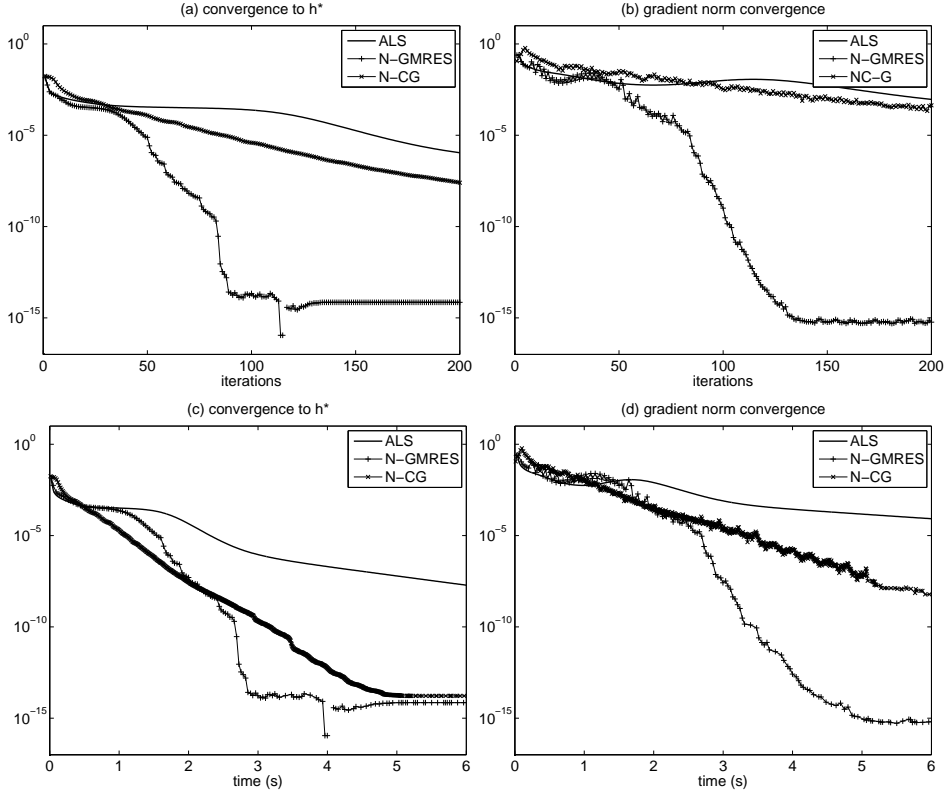 (a) convergence to h*
10^0
10^-5
10^-10
10^-15
ALS
N-GMRES
N-CG
0 50 100 150 200
iterations
(b) gradient norm convergence
10^0
10^-5
10^-10
10^-15
ALS
N-GMRES
NC-G
0 50 100 150 200
iterations
(c) convergence to h*
10^0
10^-5
10^-10
10^-15
ALS
N-GMRES
N-CG
0 1 2 3 4 5 6
time (s)
(d) gradient norm convergence
10^0
10^-5
10^-10
10^-15
ALS
N-GMRES
N-CG
0 1 2 3 4 5 6
time (s)